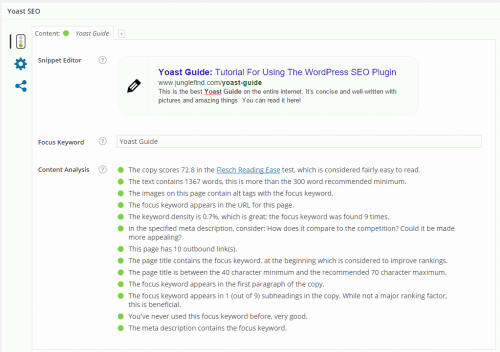 Yoast SEO
Content: Yoast Guide +
Snippet Editor ?
Yoast Guide: Tutorial For Using The WordPress SEO Plugin
www.junglefind.com/yoast-guide
This is the best Yoast Guide on the entire internet. It's concise and well-written with
pictures and amazing things. You can read it here!
Focus Keyword ? Yoast Guide
Content Analysis ?
The copy scores 72.8 in the Flesch Reading Ease test, which is considered fairly easy to read.
The text contains 1367 words, this is more than the 300 word recommended minimum.
The images on this page contain alt tags with the focus keyword.
The focus keyword appears in the URL for this page.
The keyword density is 0.7%, which is great; the focus keyword was found 9 times.
In the specified meta description, consider: How does it compare to the competition? Could it be made
more appealing?
This page has 10 outbound link(s).
The page title contains the focus keyword, at the beginning which is considered to improve rankings.
The page title is between the 40 character minimum and the recommended 70 character maximum.
The focus keyword appears in the first paragraph of the copy.
The focus keyword appears in 1 (out of 9) subheadings in the copy. While not a major ranking factor,
this is beneficial.
You've never used this focus keyword before, very good.
The meta description contains the focus keyword.